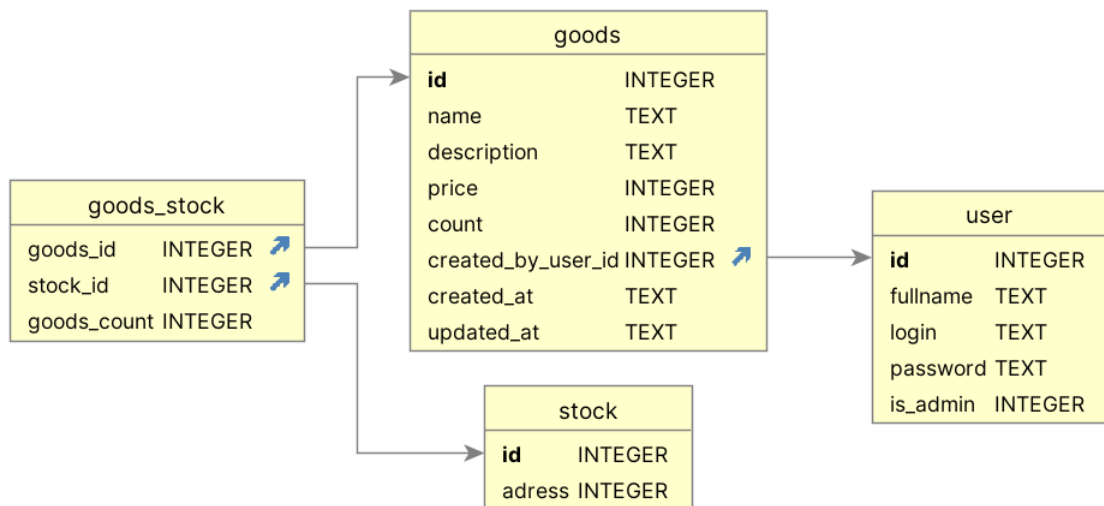 goods
id INTEGER
name TEXT
description TEXT
price INTEGER
count INTEGER
created_by_user_id INTEGER
created_at TEXT
updated_at TEXT
goods_stock
goods_id INTEGER
stock_id INTEGER
goods_count INTEGER
user
id INTEGER
fullname TEXT
login TEXT
password TEXT
is_admin INTEGER
stock
id INTEGER
adress INTEGER